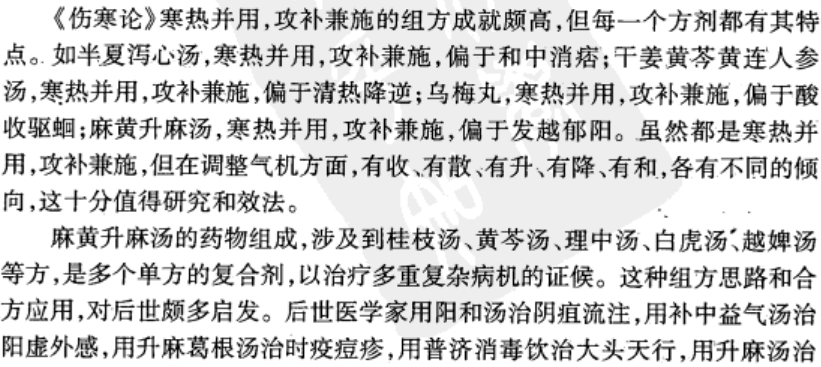 《伤寒论》寒热并用,攻补兼施的组方成就颇高,但每一个方剂都有其特
点。如半夏泻心汤,寒热并用,攻补兼施,偏于和中消痞;干姜黄芩黄连人参
汤,寒热并用,攻补兼施,偏于清热降逆;乌梅丸,寒热并用,攻补兼施,偏于酸
收驱蛔;麻黄升麻汤,寒热并用,攻补兼施,偏于发越郁阳。虽然都是寒热并
用,攻补兼施,但在调整气机方面,有收、有散、有升、有降、有和,各有不同的倾
向,这十分值得研究和效法。
麻黄升麻汤的药物组成,涉及到桂枝汤、黄芩汤、理中汤、白虎汤、越婢汤
等方,是多个单方的复合剂,以治疗多重复杂病机的证候。这种组方思路和合
方应用,对后世颇多启发。后世医学家用阳和汤治阴疽流注,用补中益气汤治
阳虚外感,用升麻葛根汤治时疫痘疹,用普济消毒饮治大头天行,用升麻汤治